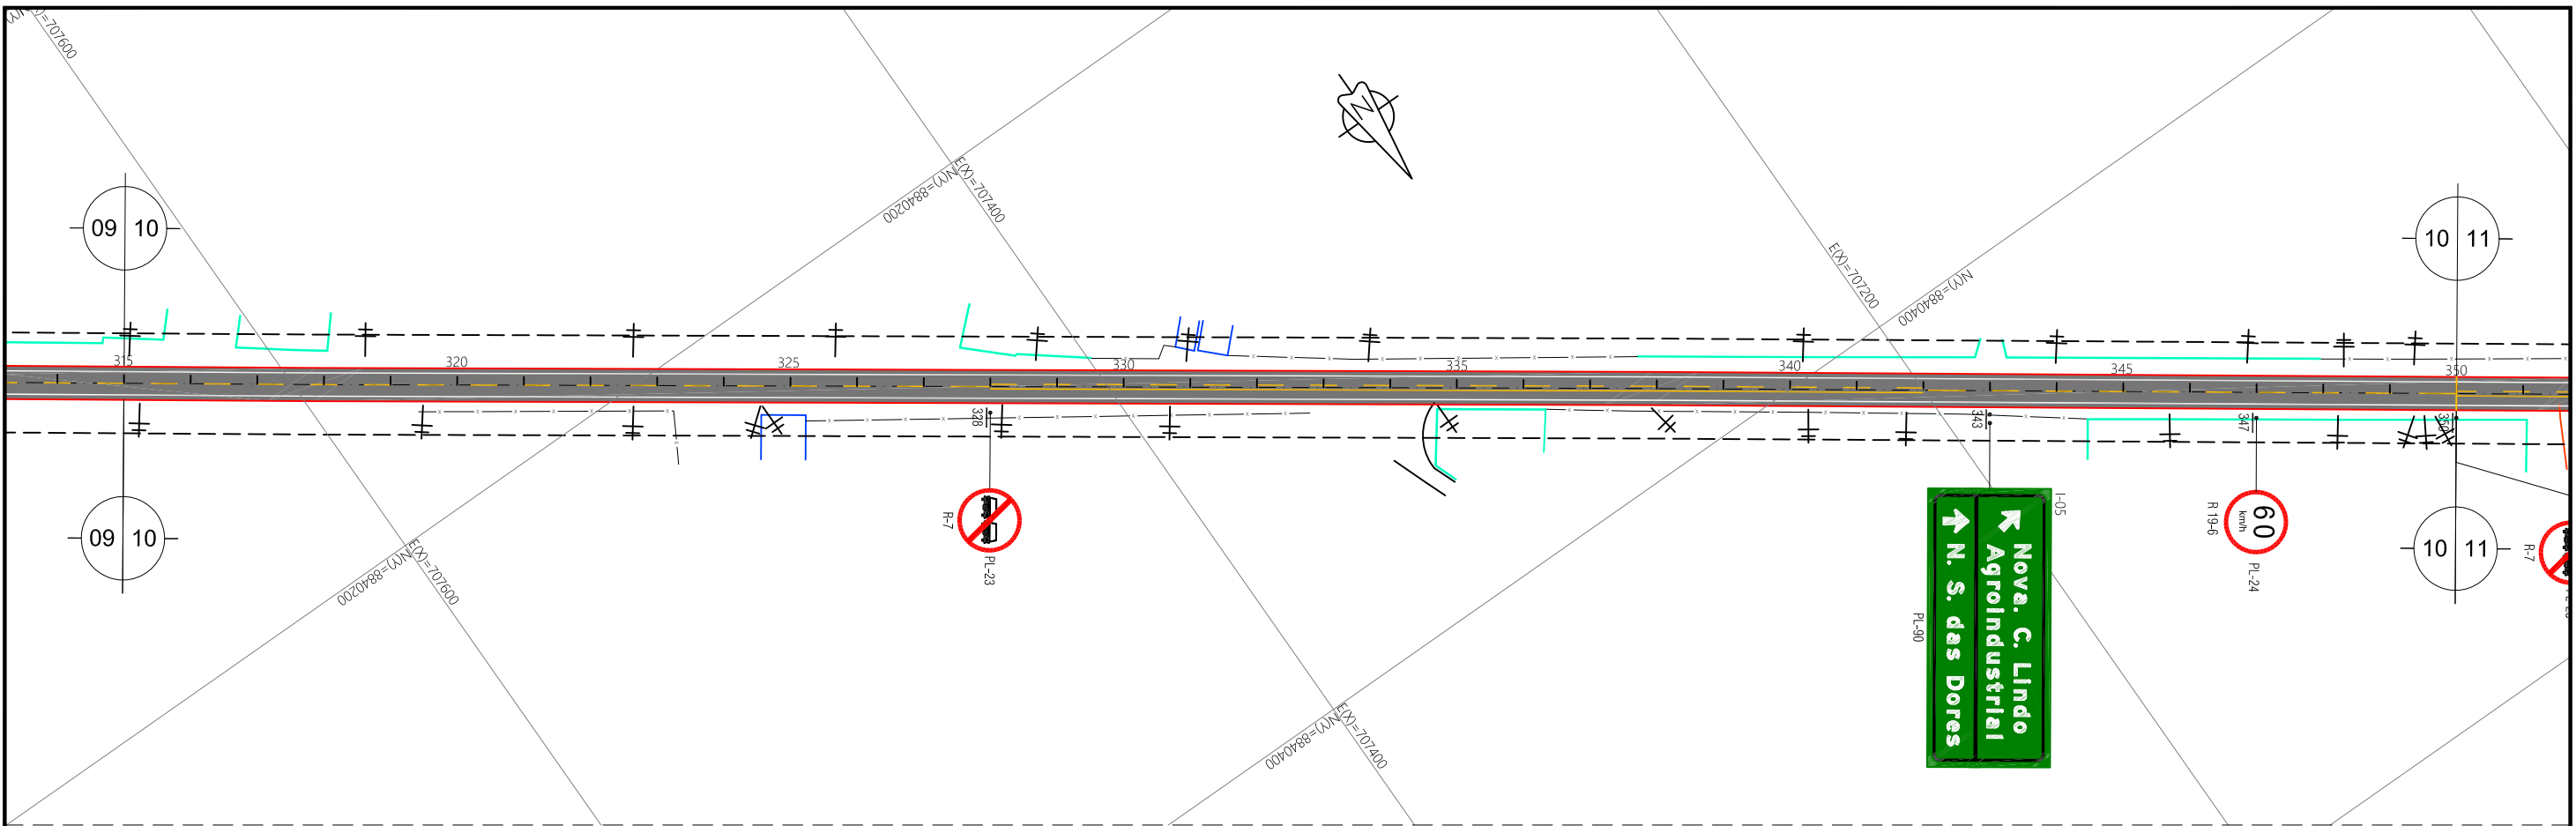 E(X)=707600
E(X)=707400
N(Y)=8840200
E(X)=707200
N(Y)=8840400
09 10
10 11
315
320
325
330
335
340
345
350
328
343
347
350
R-7
PL-23
I-05
Nova. C. Lindo
Agroindustrial
N. S. das Dores
PL-90
60
km/h
R 19-6
PL-24
R-7
09 10
10 11
E(X)=707600
N(Y)=8840200
E(X)=707400
N(Y)=8840400
N